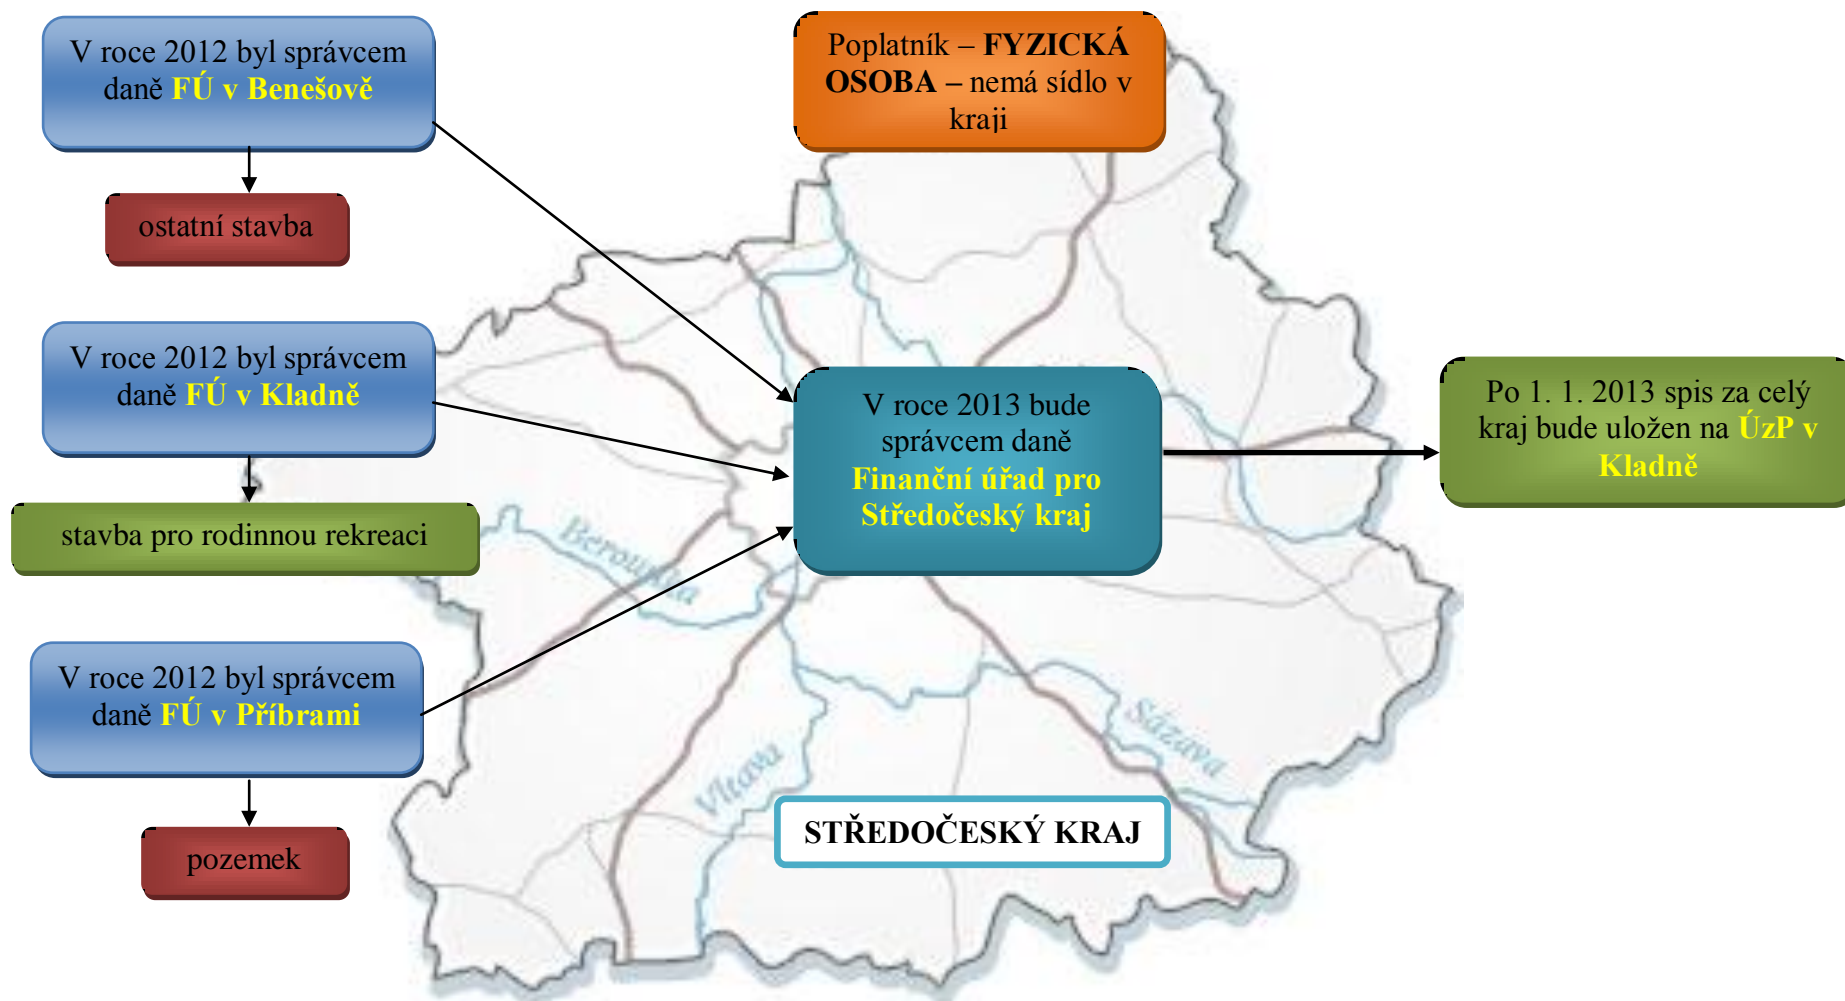 V roce 2012 byl správcem
daně FÚ v Benešově
ostatní stavba
V roce 2012 byl správcem
daně FÚ v Kladně
stavba pro rodinnou rekreaci
V roce 2012 byl správcem
daně FÚ v Příbrami
pozemek
Poplatník – FYZICKÁ
OSOBA – nemá sídlo v
kraji
V roce 2013 bude
správcem daně
Finanční úřad pro
Středočeský kraj
Po 1. 1. 2013 spis za celý
kraj bude uložen na ÚzP v
Kladně
Berounka
Vltava
Sázava
STŘEDOČESKÝ KRAJ